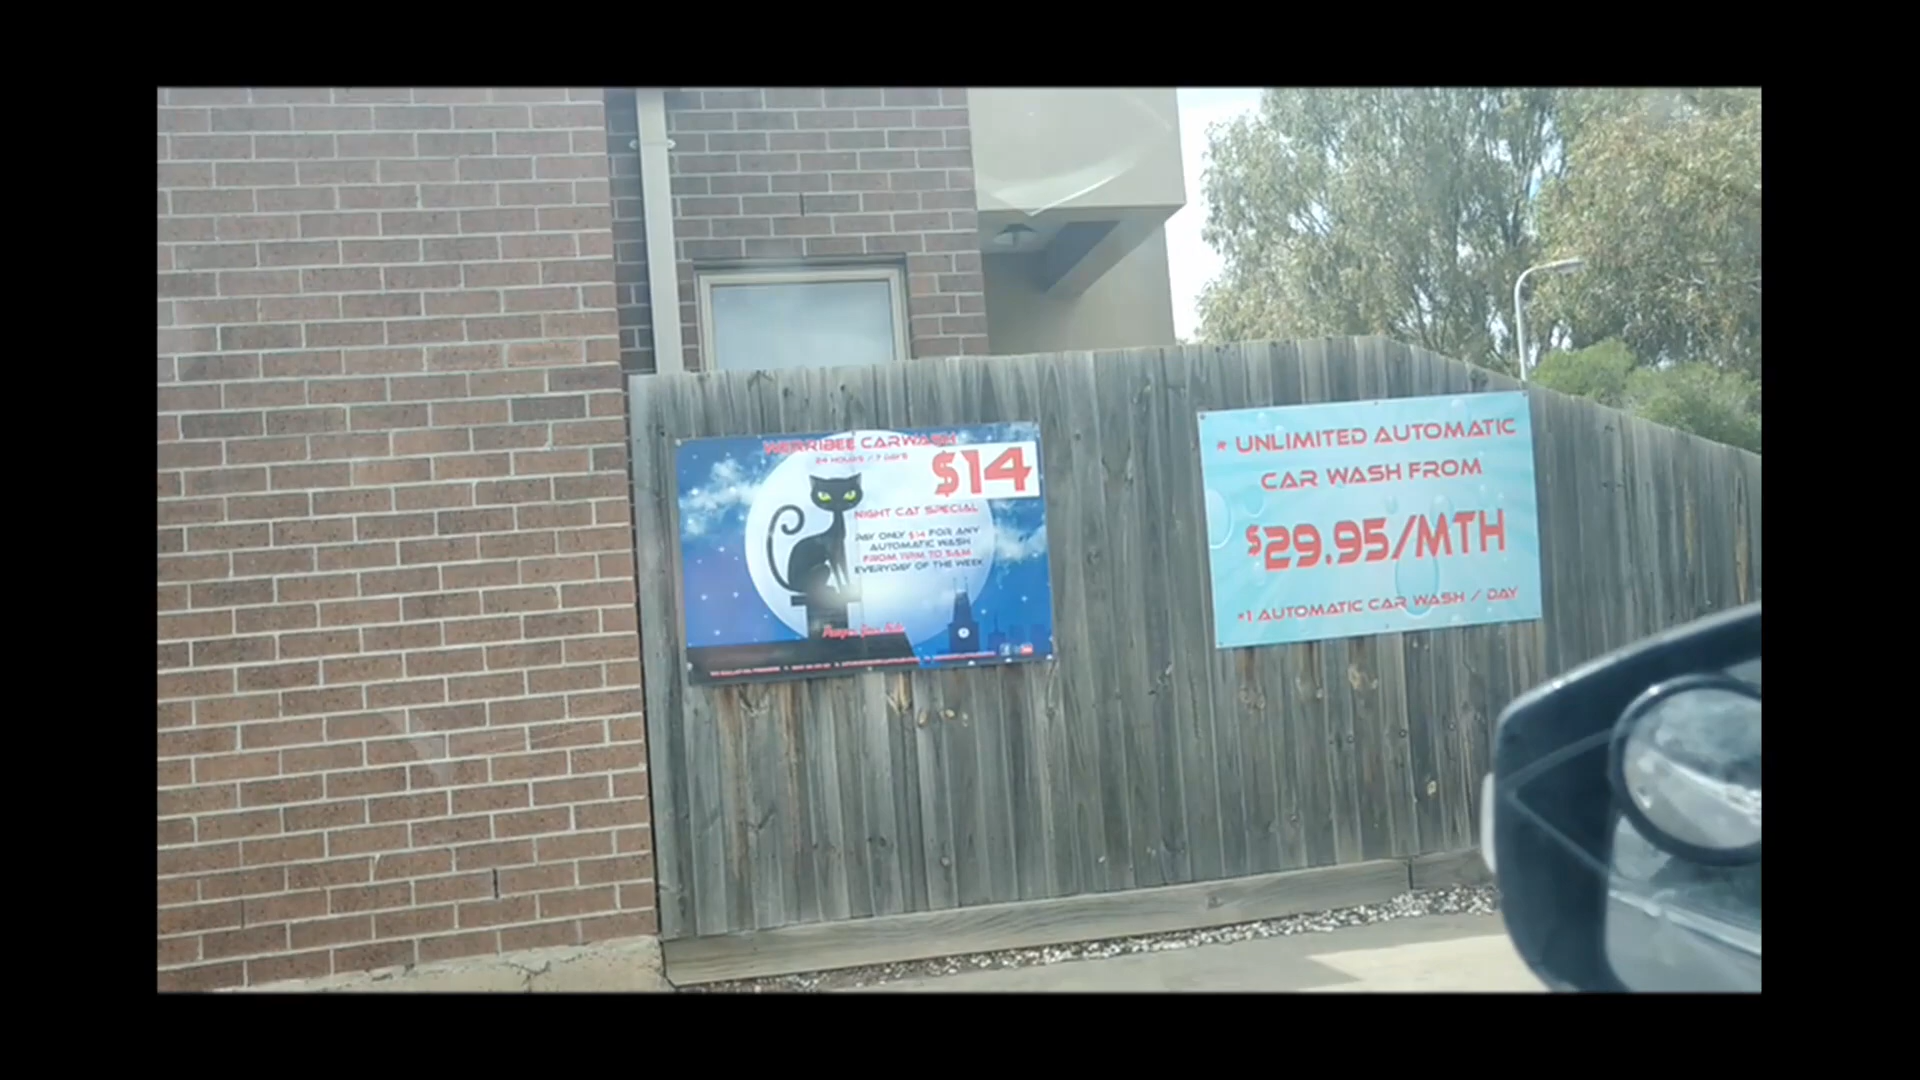 WERRIBEE CARWASH
24 HOURS / 7 DAYS
$14
NIGHT CAT SPECIAL
PAY ONLY $14 FOR ANY
AUTOMATIC WASH
FROM 11PM TO 5AM
EVERYDAY OF THE WEEK
* UNLIMITED AUTOMATIC
CAR WASH FROM
$29.95/MTH
*1 AUTOMATIC CAR WASH / DAY